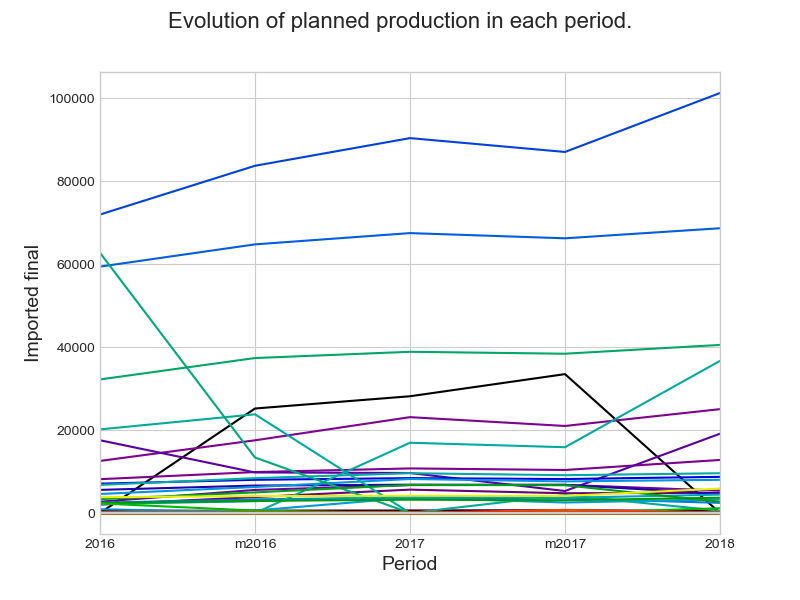 Evolution of planned production in each period.
100000
80000
60000
40000
20000
0
Imported final
2016
m2016
2017
m2017
2018
Period